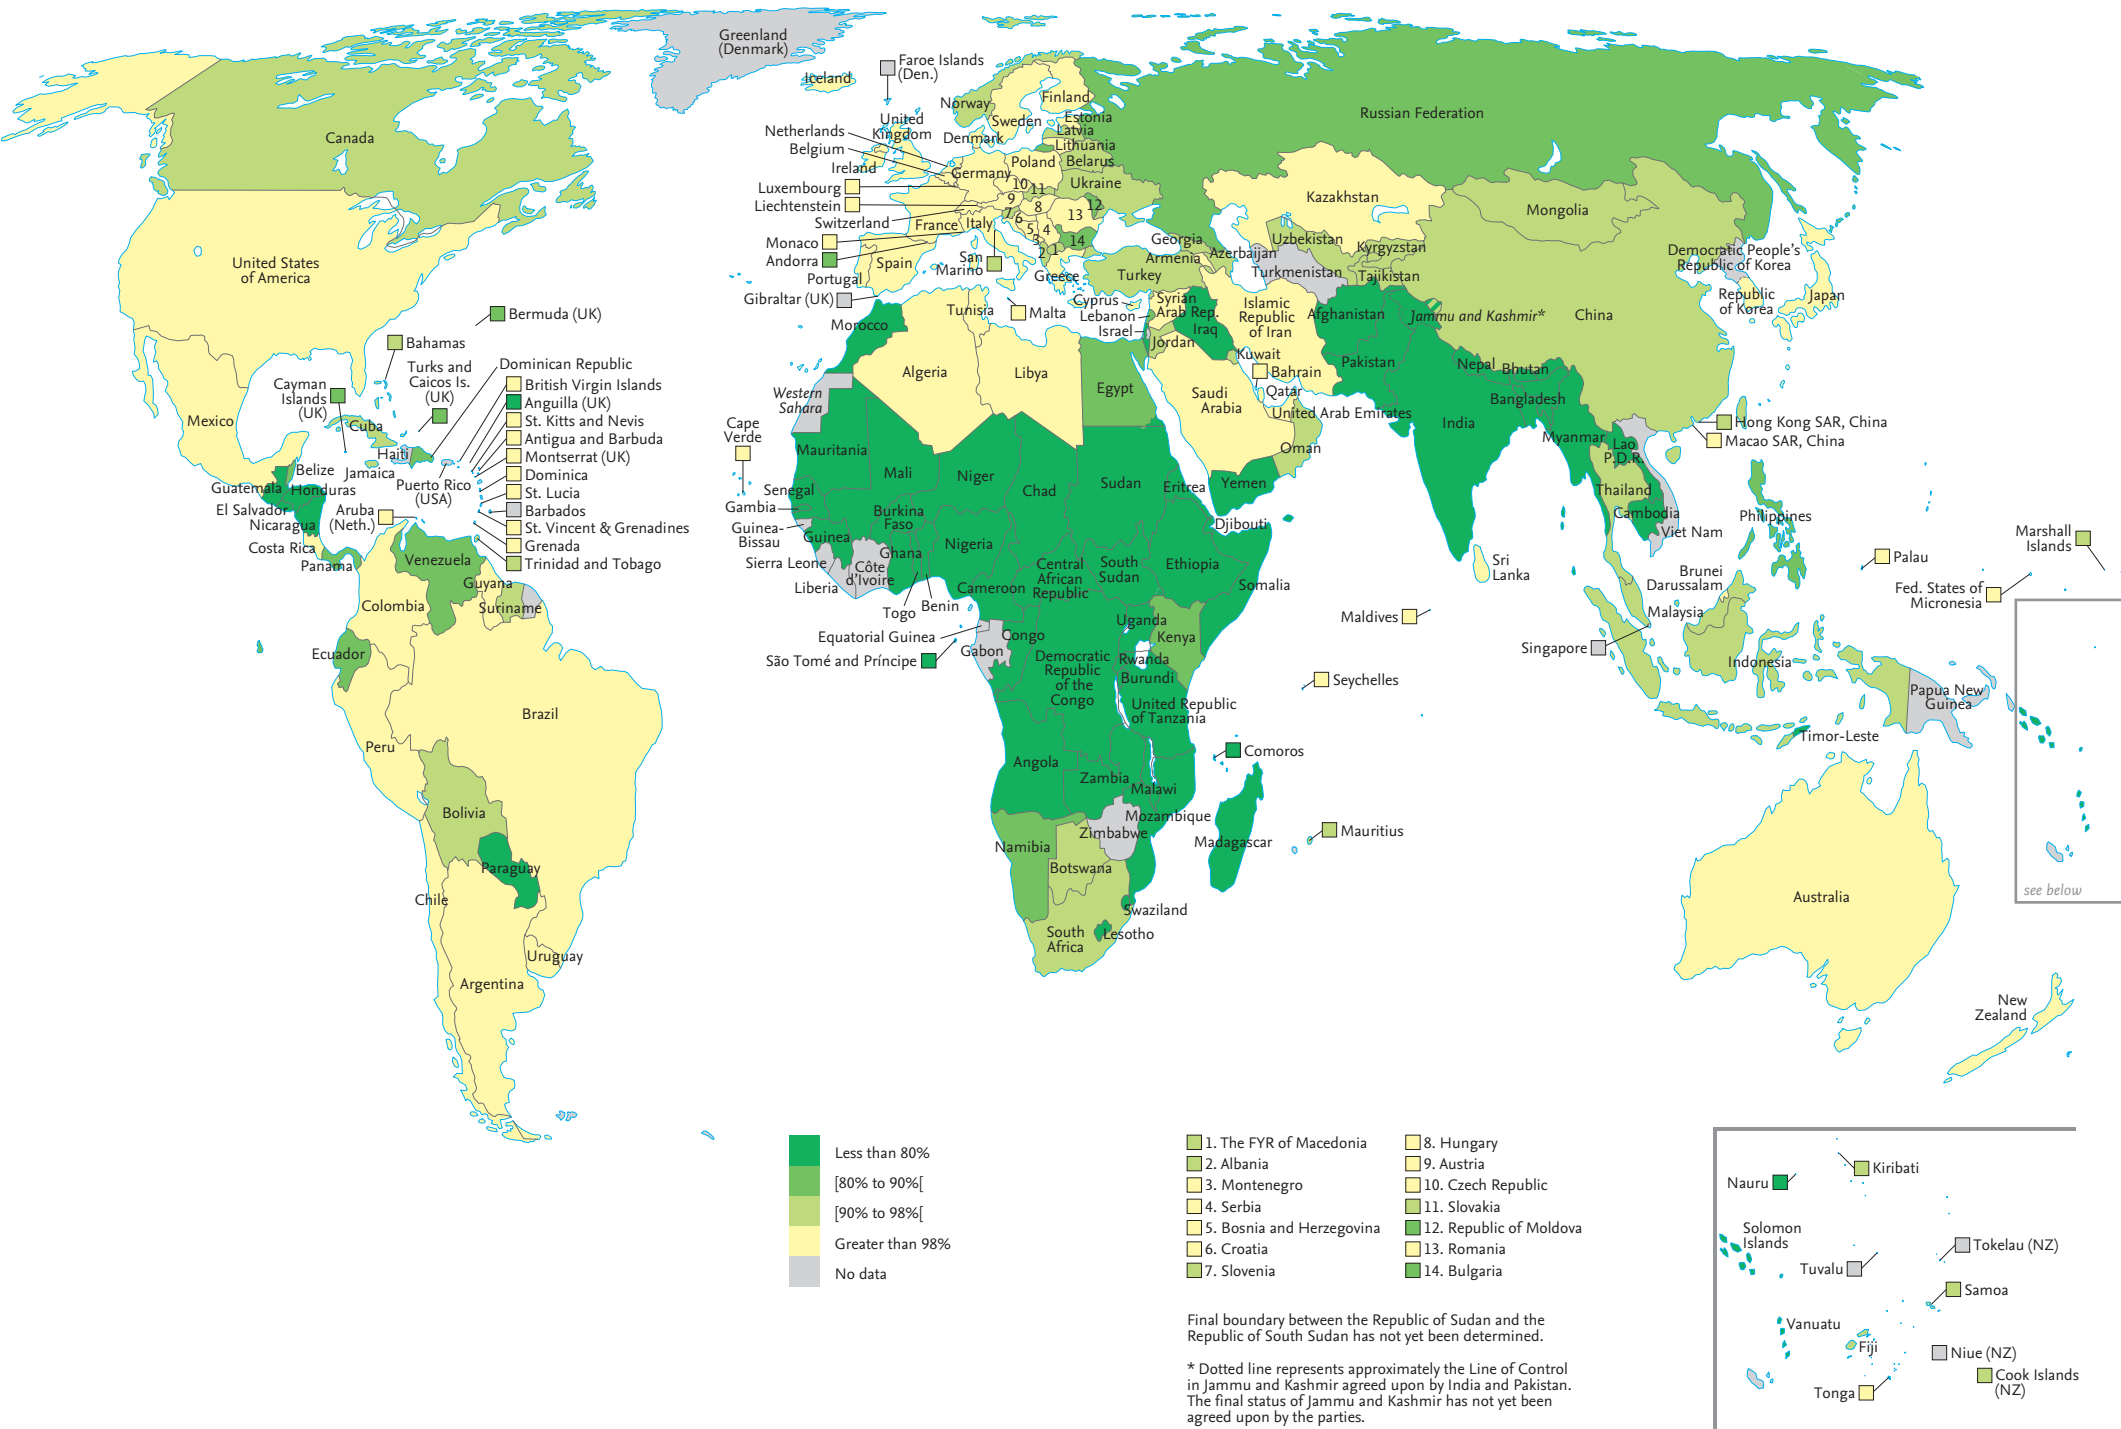 Greenland
(Denmark)
Iceland
Faroe Islands
(Den.)
Canada
United States
of America
Mexico
Bermuda (UK)
Bahamas
Turks and
Caicos Is.
(UK)
Cayman
Islands
(UK)
Cuba
Haiti
Jamaica
Belize
Guatemala
Honduras
El Salvador
Nicaragua
Costa Rica
Panama
Puerto Rico
(USA)
Aruba
(Neth.)
Dominican Republic
British Virgin Islands
Anguilla (UK)
St. Kitts and Nevis
Antigua and Barbuda
Montserrat (UK)
Dominica
St. Lucia
Barbados
St. Vincent & Grenadines
Grenada
Trinidad and Tobago
Venezuela
Guyana
Suriname
Colombia
Ecuador
Peru
Brazil
Bolivia
Paraguay
Chile
Uruguay
Argentina
Norway
Finland
Sweden
Estonia
Latvia
Lithuania
Denmark
United
Kingdom
Netherlands
Belgium
Ireland
Luxembourg
Liechtenstein
Switzerland
Monaco
Andorra
Portugal
Gibraltar (UK)
Poland
Belarus
Germany
Ukraine
France
Italy
Spain
San
Marino
Greece
Malta
10
11
9
8
7
6
5
4
3
2
1
12
13
14
Russian Federation
Kazakhstan
Mongolia
Georgia
Armenia
Azerbaijan
Uzbekistan
Turkmenistan
Kyrgyzstan
Tajikistan
Turkey
Cyprus
Lebanon
Israel
Syrian
Arab Rep.
Iraq
Jordan
Kuwait
Bahrain
Qatar
Islamic
Republic
of Iran
Saudi
Arabia
United Arab Emirates
Oman
Yemen
Afghanistan
Pakistan
Jammu and Kashmir*
India
Nepal
Bhutan
Bangladesh
China
Democratic People's
Republic of Korea
Republic
of Korea
Japan
Hong Kong SAR, China
Macao SAR, China
Myanmar
Lao
P.D.R.
Thailand
Cambodia
Viet Nam
Philippines
Sri
Lanka
Maldives
Brunei
Darussalam
Malaysia
Singapore
Indonesia
Timor-Leste
Papua New
Guinea
Palau
Marshall
Islands
Fed. States of
Micronesia
Australia
New
Zealand
see below
Morocco
Tunisia
Algeria
Libya
Egypt
Western
Sahara
Cape
Verde
Mauritania
Mali
Niger
Chad
Sudan
Eritrea
Djibouti
Senegal
Gambia
Guinea-
Bissau
Guinea
Sierra Leone
Liberia
Côte
d'Ivoire
Burkina
Faso
Ghana
Togo
Benin
Nigeria
Cameroon
Central
African
Republic
South
Sudan
Ethiopia
Somalia
Equatorial Guinea
São Tomé and Príncipe
Gabon
Congo
Democratic
Republic
of the
Congo
Uganda
Kenya
Rwanda
Burundi
United Republic
of Tanzania
Seychelles
Comoros
Angola
Zambia
Malawi
Mozambique
Zimbabwe
Madagascar
Mauritius
Namibia
Botswana
Swaziland
South
Africa
Lesotho
Less than 80%
[80% to 90%[
[90% to 98%[
Greater than 98%
No data
1. The FYR of Macedonia
2. Albania
3. Montenegro
4. Serbia
5. Bosnia and Herzegovina
6. Croatia
7. Slovenia
8. Hungary
9. Austria
10. Czech Republic
11. Slovakia
12. Republic of Moldova
13. Romania
14. Bulgaria
Final boundary between the Republic of Sudan and the
Republic of South Sudan has not yet been determined.
* Dotted line represents approximately the Line of Control
in Jammu and Kashmir agreed upon by India and Pakistan.
The final status of Jammu and Kashmir has not yet been
agreed upon by the parties.
Kiribati
Nauru
Solomon
Islands
Tokelau (NZ)
Tuvalu
Samoa
Vanuatu
Fiji
Niue (NZ)
Cook Islands
(NZ)
Tonga